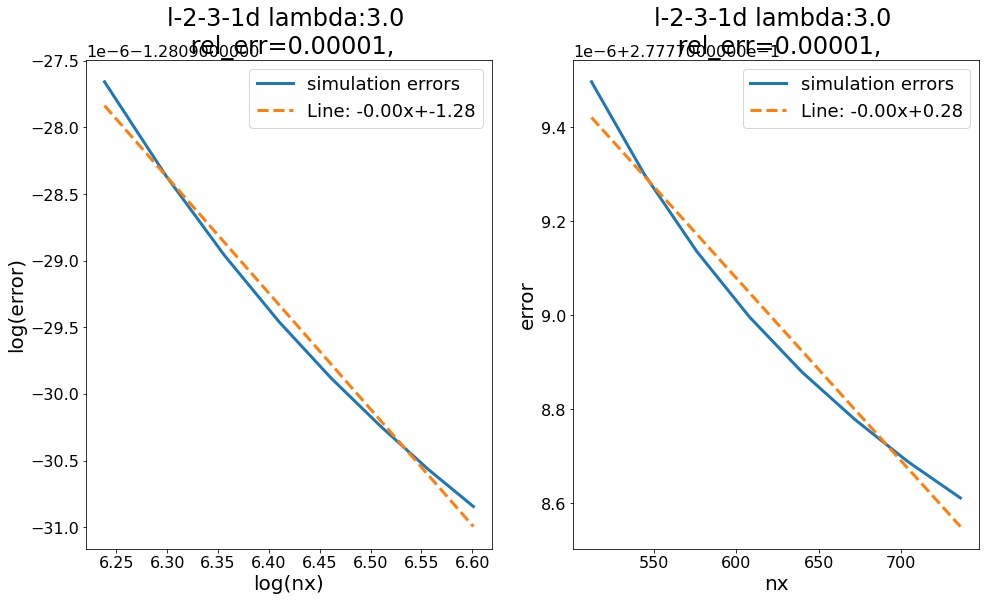 l-2-3-1d lambda:3.0
rel_err=0.00001,
1e−6−1.2809000000
simulation errors
Line: -0.00x+-1.28
−27.5
−28.0
−28.5
−29.0
−29.5
−30.0
−30.5
−31.0
log(error)
6.25 6.30 6.35 6.40 6.45 6.50 6.55 6.60
log(nx)
l-2-3-1d lambda:3.0
rel_err=0.00001,
1e−6+2.7777000000e−1
simulation errors
Line: -0.00x+0.28
9.4
9.2
9.0
8.8
8.6
error
550 600 650 700
nx